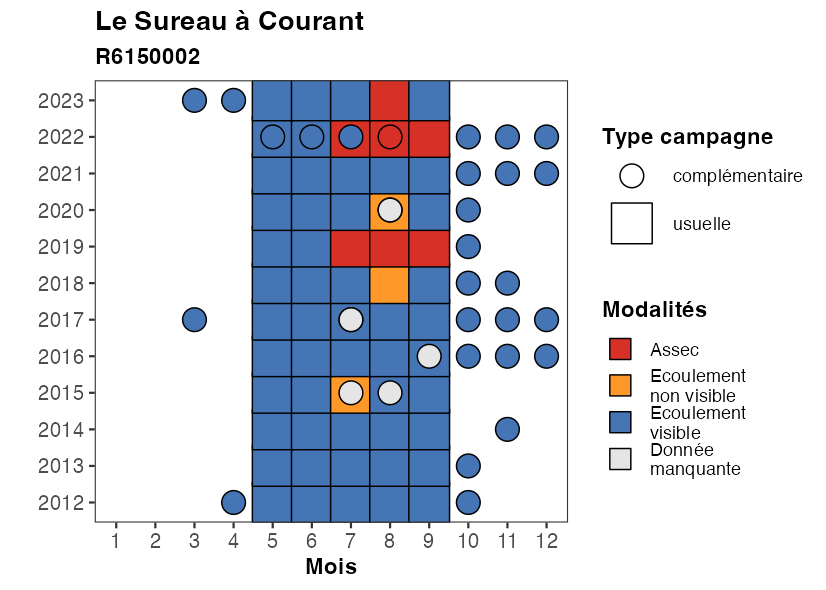 Le Sureau à Courant
R6150002
2023
2022
2021
2020
2019
2018
2017
2016
2015
2014
2013
2012
1 2 3 4 5 6 7 8 9 10 11 12
Mois
Type campagne
complémentaire
usuelle
Modalités
Assec
Ecoulement
non visible
Ecoulement
visible
Donnée
manquante